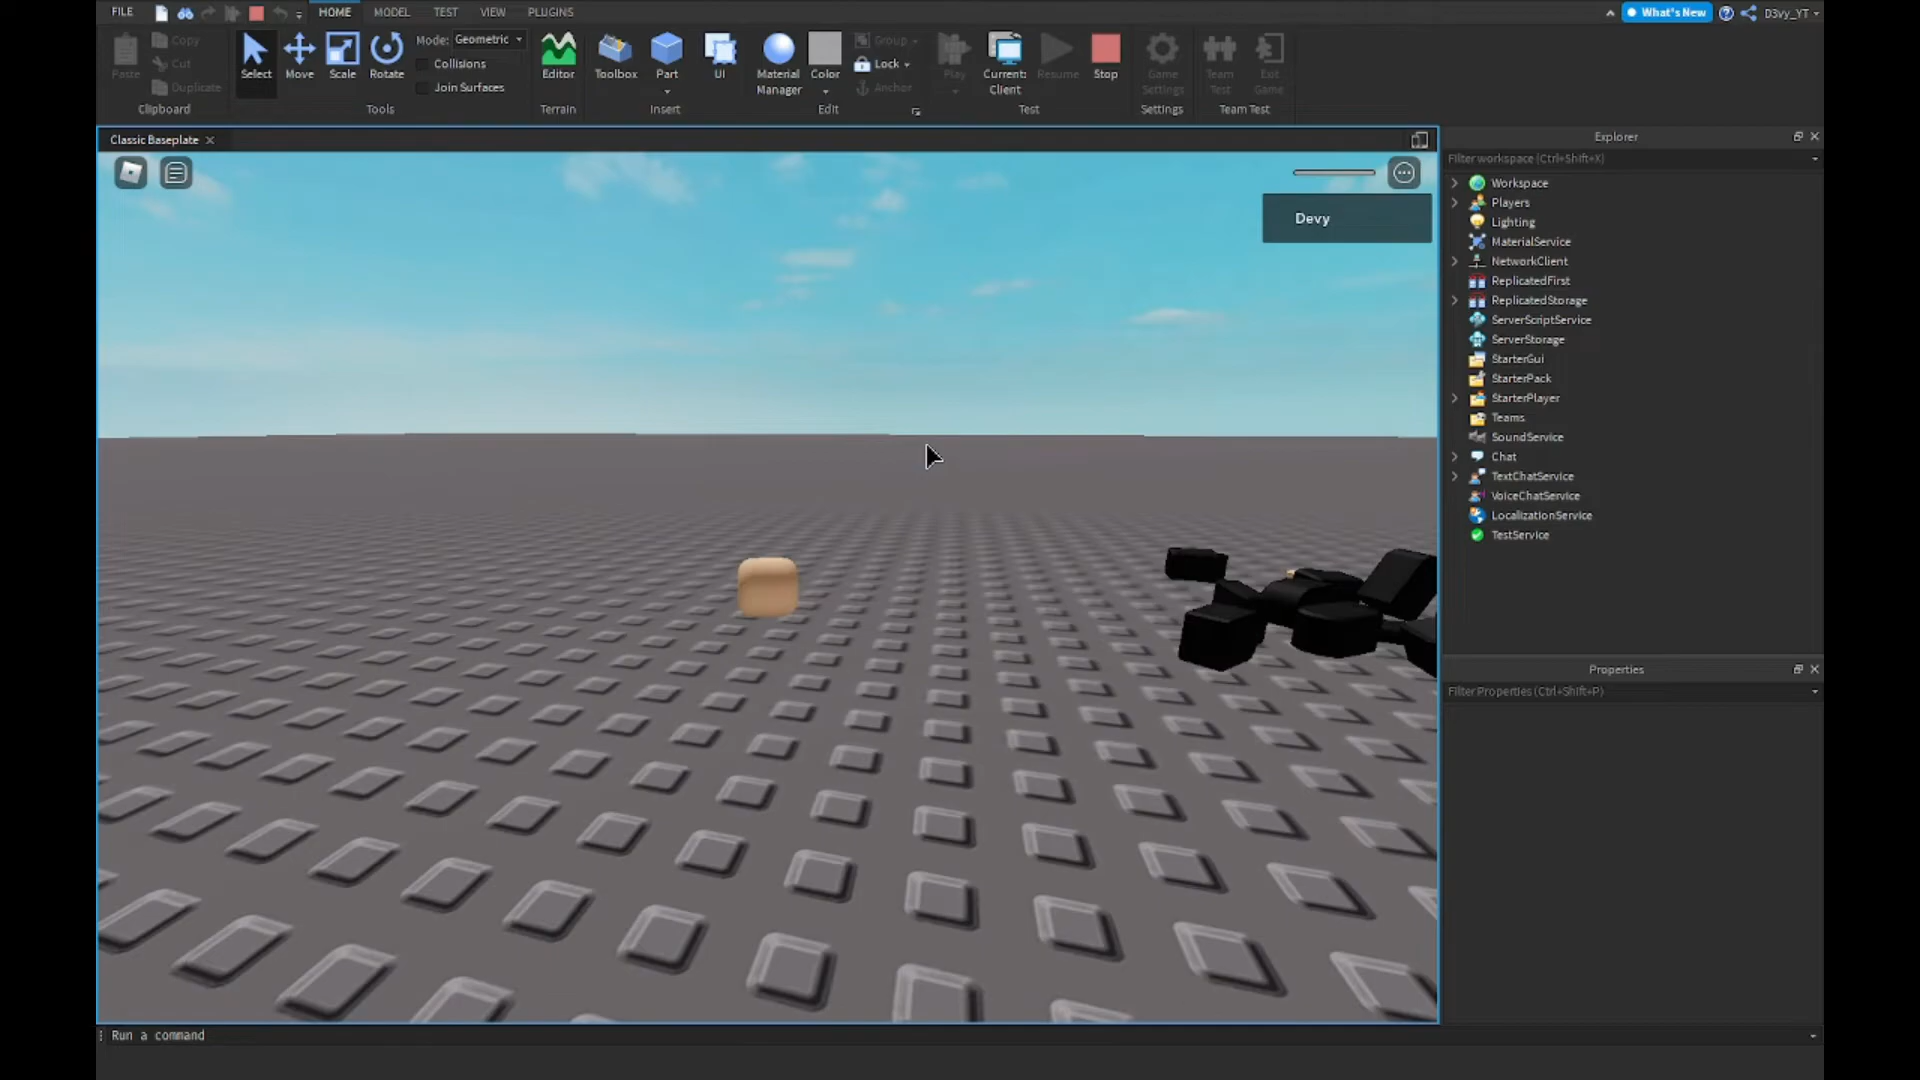 FILE HOME MODEL TEST VIEW PLUGINS What's New D3vy_YT
Paste Copy Cut Duplicate Clipboard
Select Move Scale Rotate Mode: Geometric Collisions Join Surfaces Tools
Editor Terrain
Toolbox Part UI Insert
Material Manager Color Group Lock Anchor Edit
Play Current: Client Resume Stop Test
Game Settings Settings
Team Test Exit Game Team Test
Classic Baseplate
Devy
Explorer
Filter workspace (Ctrl+Shift+X)
Workspace
Players
Lighting
MaterialService
NetworkClient
ReplicatedFirst
ReplicatedStorage
ServerScriptService
ServerStorage
StarterGui
StarterPack
StarterPlayer
Teams
SoundService
Chat
TextChatService
VoiceChatService
LocalizationService
TestService
Properties
Filter Properties (Ctrl+Shift+P)
Run a command